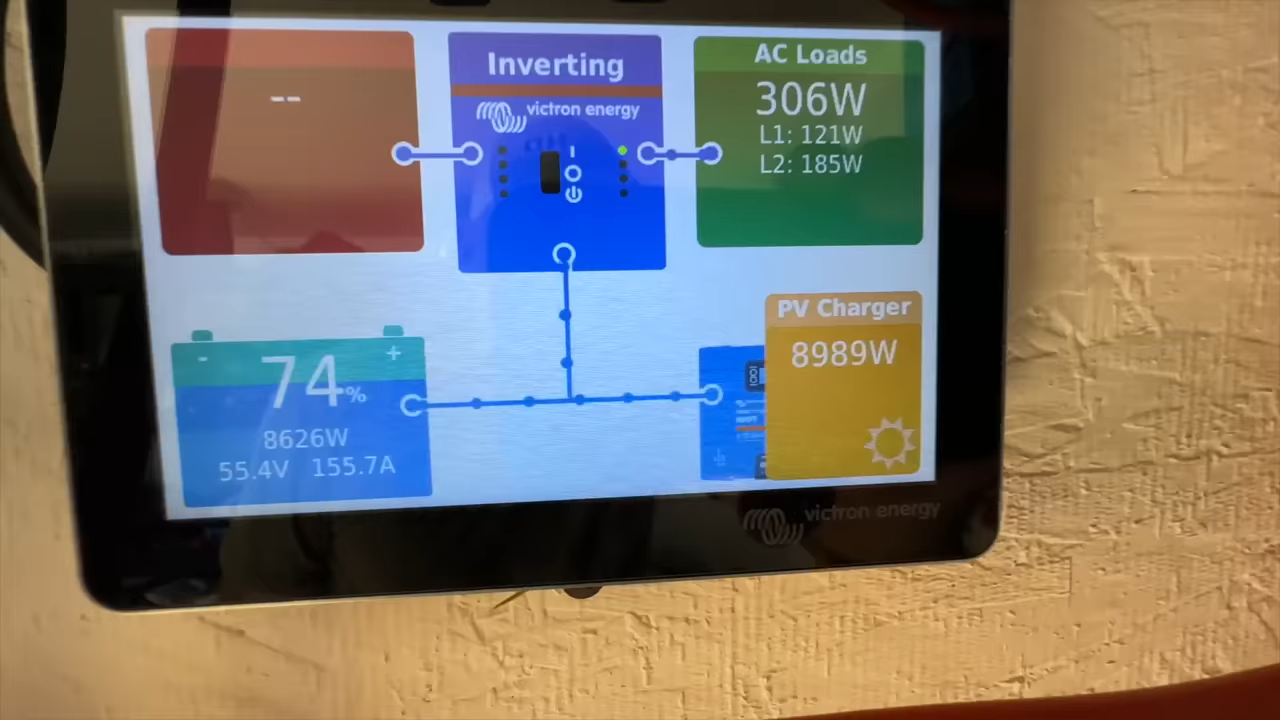 --
Inverting
victron energy
AC Loads
306W
L1: 121W
L2: 185W
- +
74%
8626W
55.4V 155.7A
PV Charger
8989W
victron energy